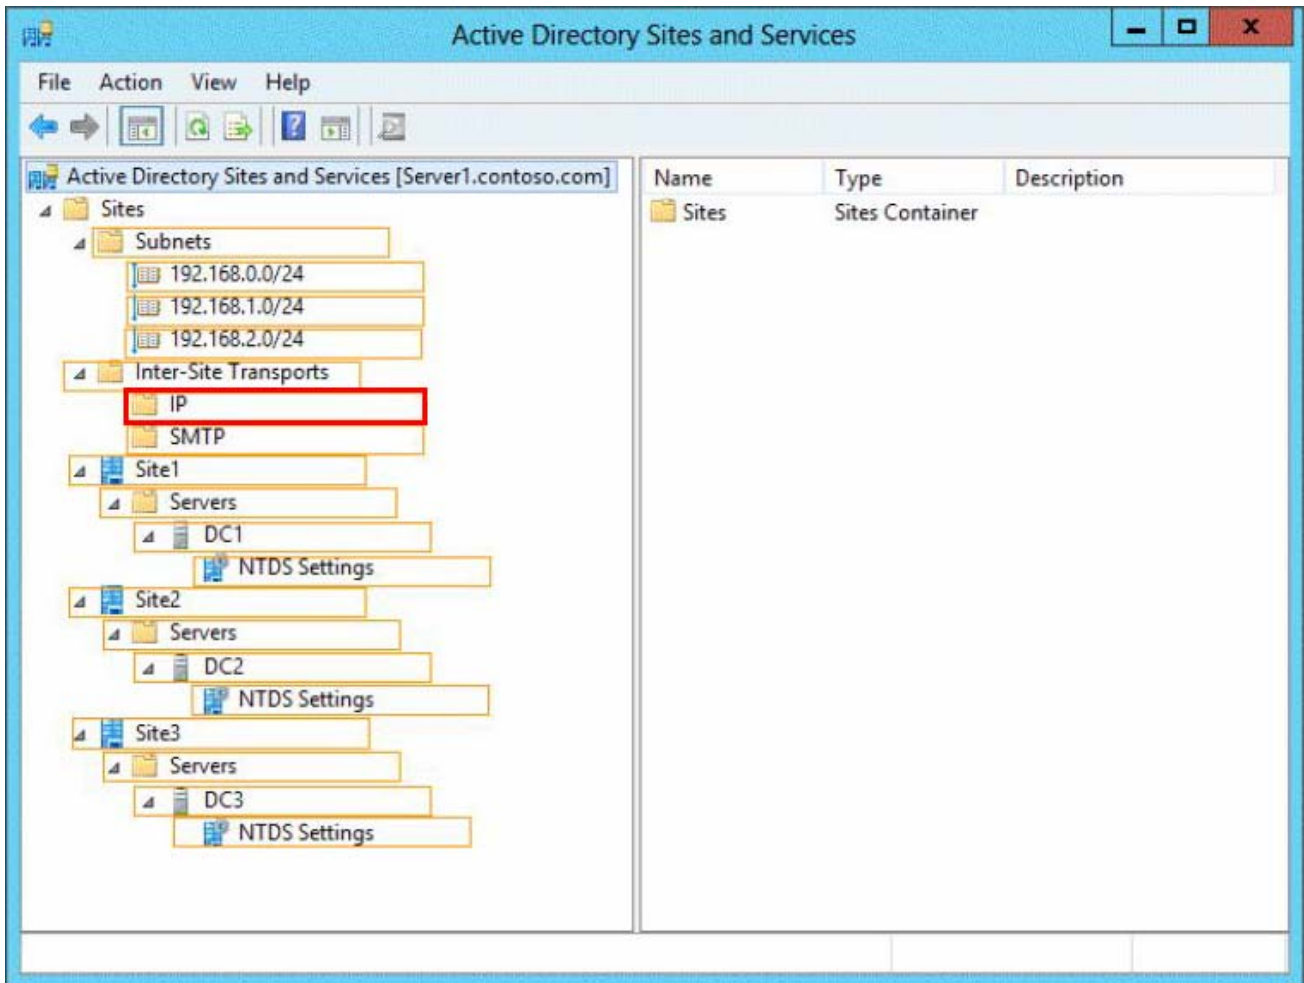 Active Directory Sites and Services
File Action View Help
Active Directory Sites and Services [Server1.contoso.com]
Name Type Description
Sites
Sites Sites Container
Subnets
192.168.0.0/24
192.168.1.0/24
192.168.2.0/24
Inter-Site Transports
IP
SMTP
Site1
Servers
DC1
NTDS Settings
Site2
Servers
DC2
NTDS Settings
Site3
Servers
DC3
NTDS Settings